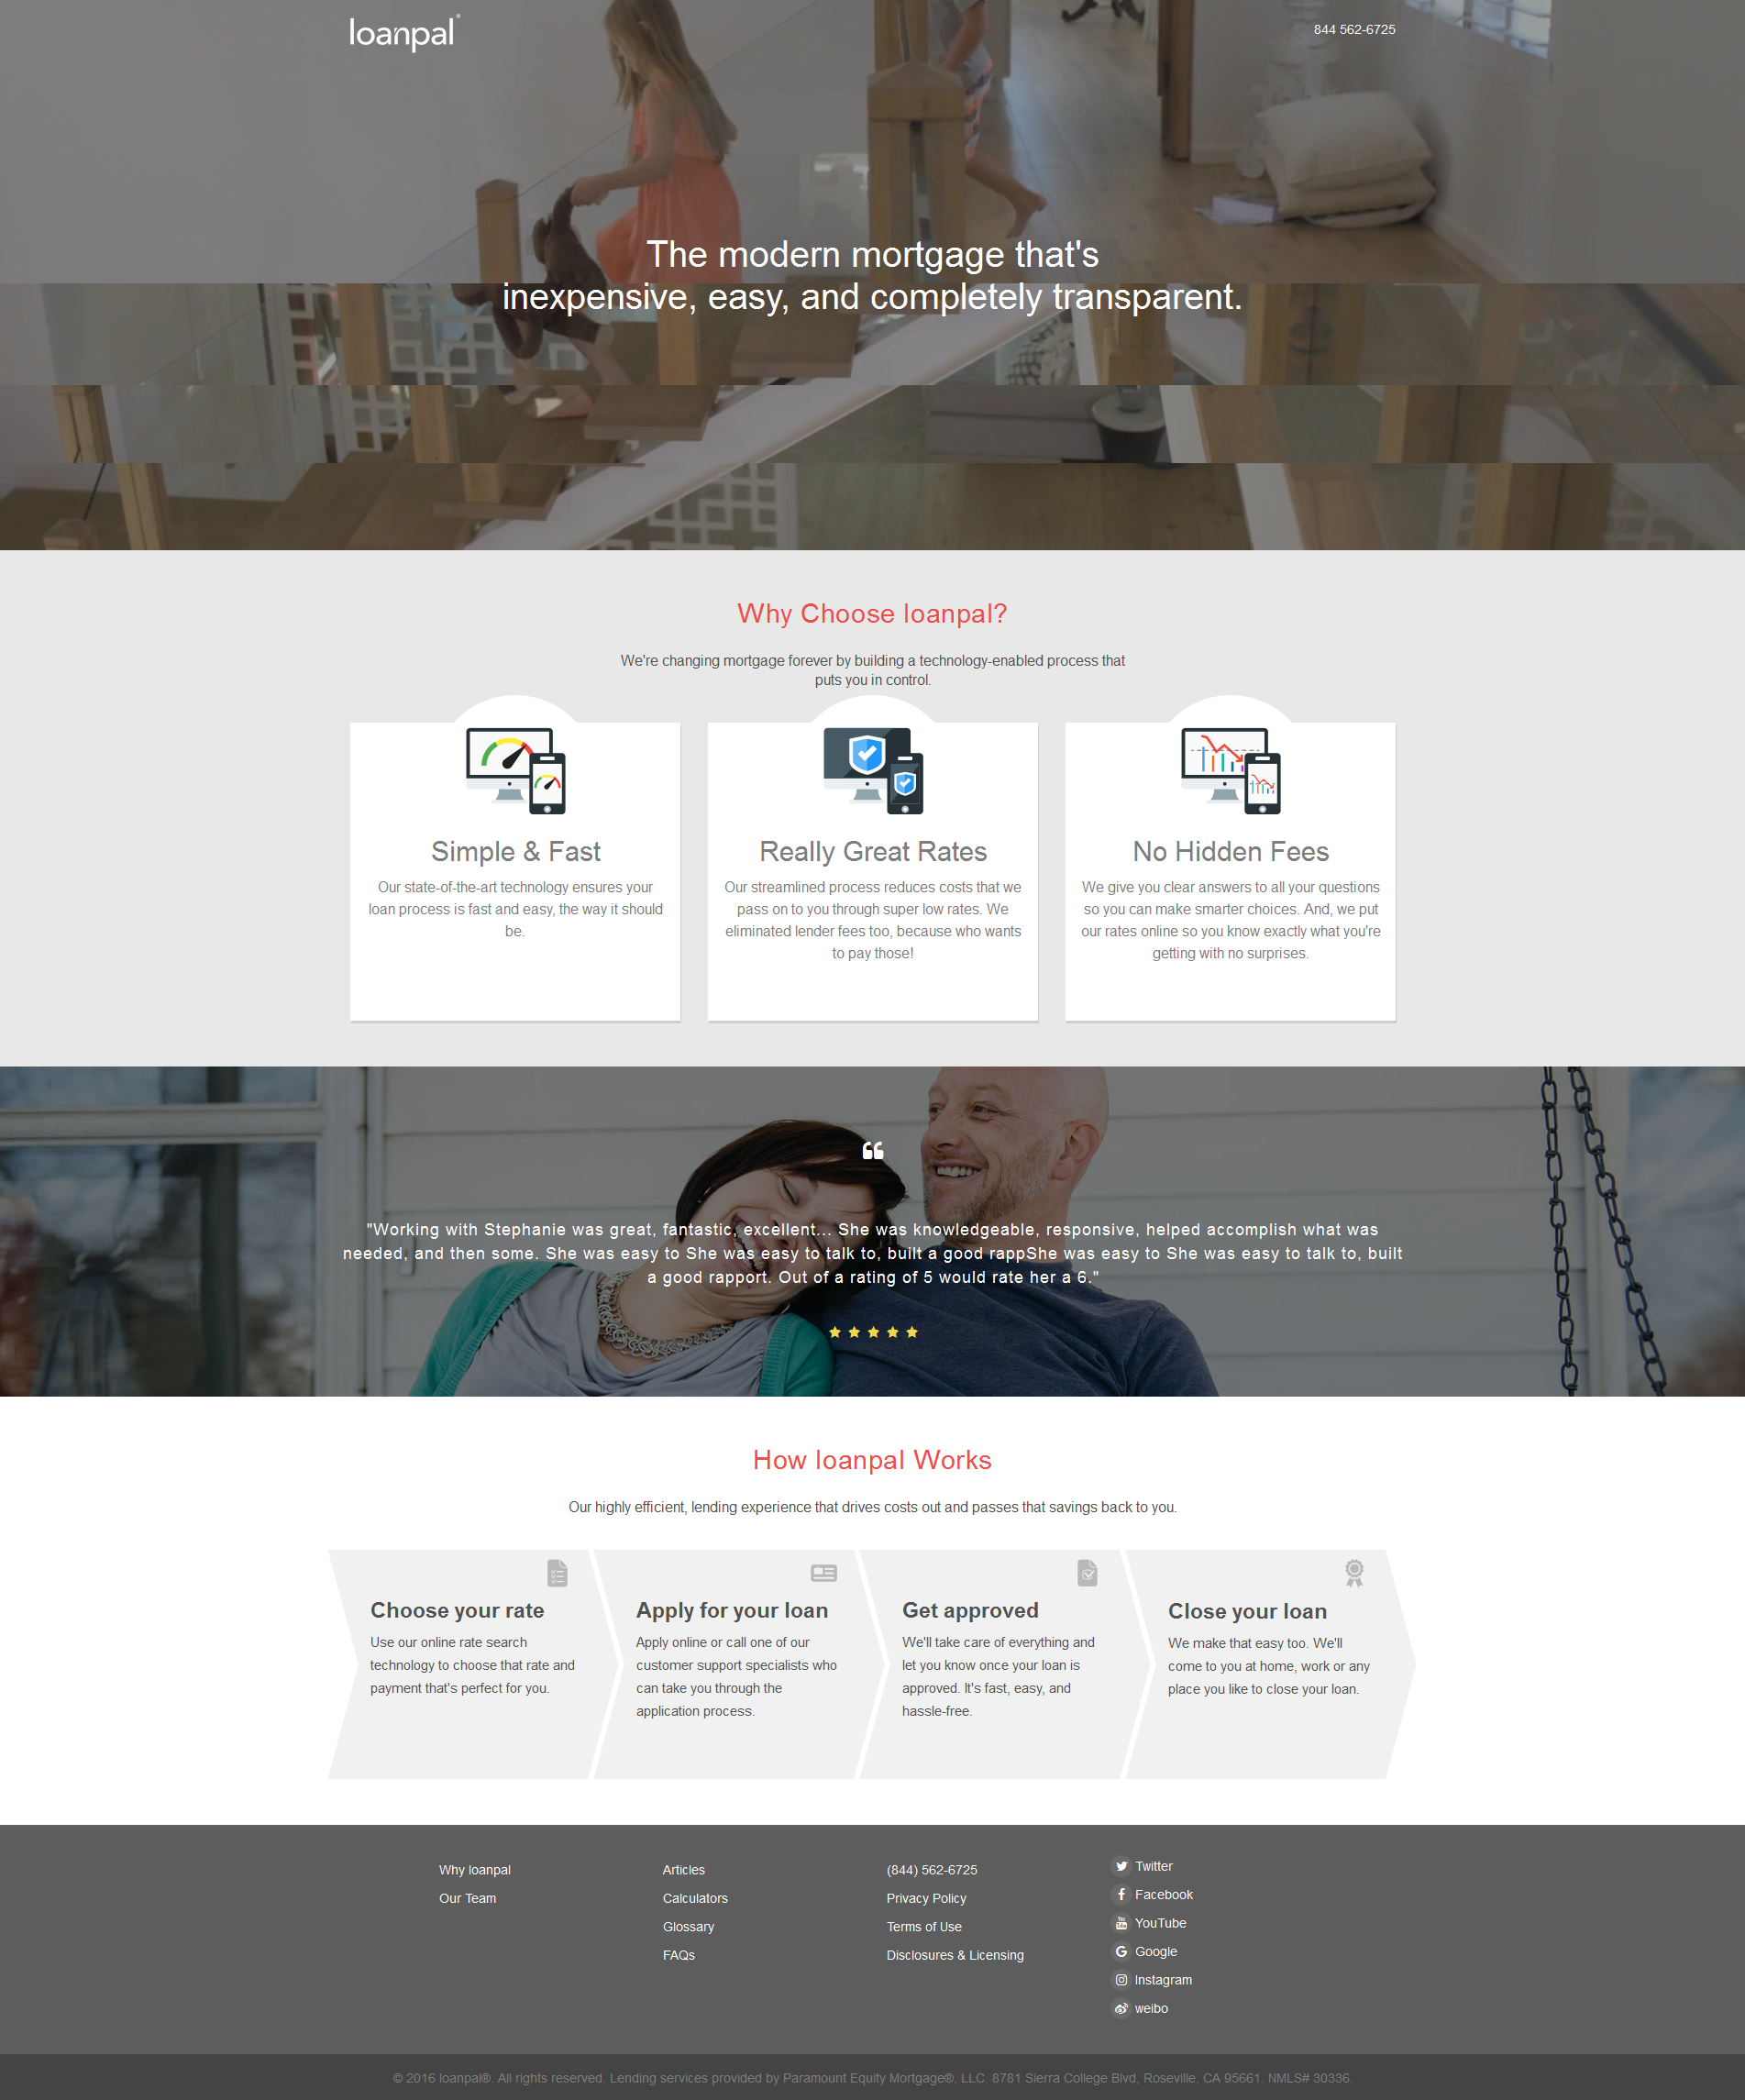 loanpal®
844 562-6725
The modern mortgage that's
inexpensive, easy, and completely transparent.
Why Choose loanpal?
We're changing mortgage forever by building a technology-enabled process that
puts you in control.
Simple & Fast
Our state-of-the-art technology ensures your
loan process is fast and easy, the way it should
be.
Really Great Rates
Our streamlined process reduces costs that we
pass on to you through super low rates. We
eliminated lender fees too, because who wants
to pay those!
No Hidden Fees
We give you clear answers to all your questions
so you can make smarter choices. And, we put
our rates online so you know exactly what you're
getting with no surprises.
"Working with Stephanie was great, fantastic, excellent... She was knowledgeable, responsive, helped accomplish what was
needed, and then some. She was easy to She was easy to talk to, built a good rappShe was easy to She was easy to talk to, built
a good rapport. Out of a rating of 5 would rate her a 6."
How loanpal Works
Our highly efficient, lending experience that drives costs out and passes that savings back to you.
Choose your rate
Use our online rate search
technology to choose that rate and
payment that's perfect for you.
Apply for your loan
Apply online or call one of our
customer support specialists who
can take you through the
application process.
Get approved
We'll take care of everything and
let you know once your loan is
approved. It's fast, easy, and
hassle-free.
Close your loan
We make that easy too. We'll
come to you at home, work or any
place you like to close your loan.
Why loanpal
Our Team
Articles
Calculators
Glossary
FAQs
(844) 562-6725
Privacy Policy
Terms of Use
Disclosures & Licensing
Twitter
Facebook
YouTube
Google
Instagram
weibo
© 2016 loanpal®. All rights reserved. Lending services provided by Paramount Equity Mortgage®, LLC. 8781 Sierra College Blvd, Roseville, CA 95661. NMLS# 30336.